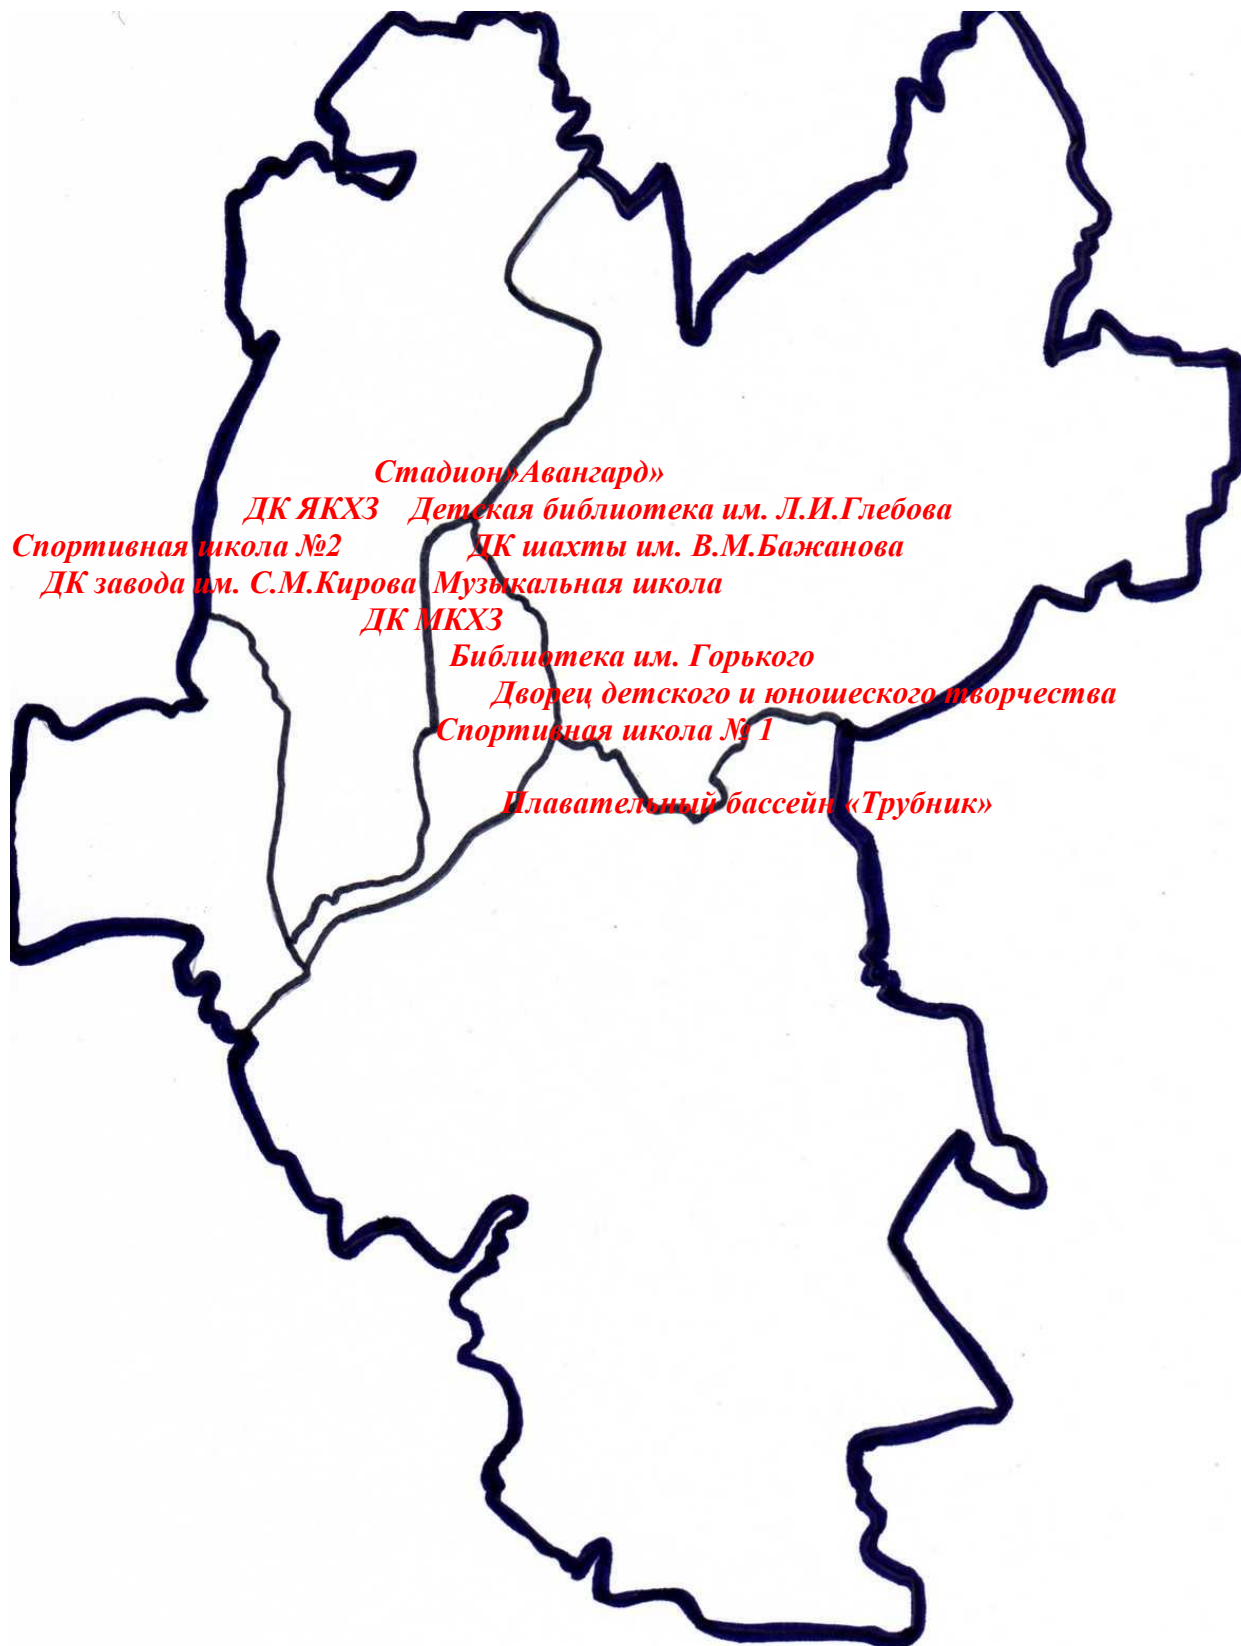 Стадион»Авангард»
ДК ЯКХЗ Детская библиотека им. Л.И.Глебова
Спортивная школа №2 ДК шахты им. В.М.Бажанова
ДК завода им. С.М.Кирова Музыкальная школа
ДК МКХЗ
Библиотека им. Горького
Дворец детского и юношеского творчества
Спортивная школа № 1
Плавательный бассейн «Трубник»